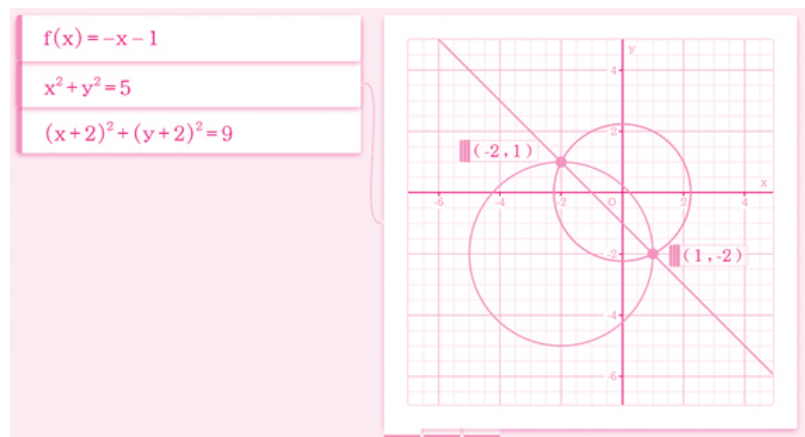 f(x)=−x−1
x²+y²=5
(x+2)²+(y+2)²=9
y
4
2
(-2,1)
x
-6
-4
-2
O
2
4
-2
(1,-2)
-4
-6